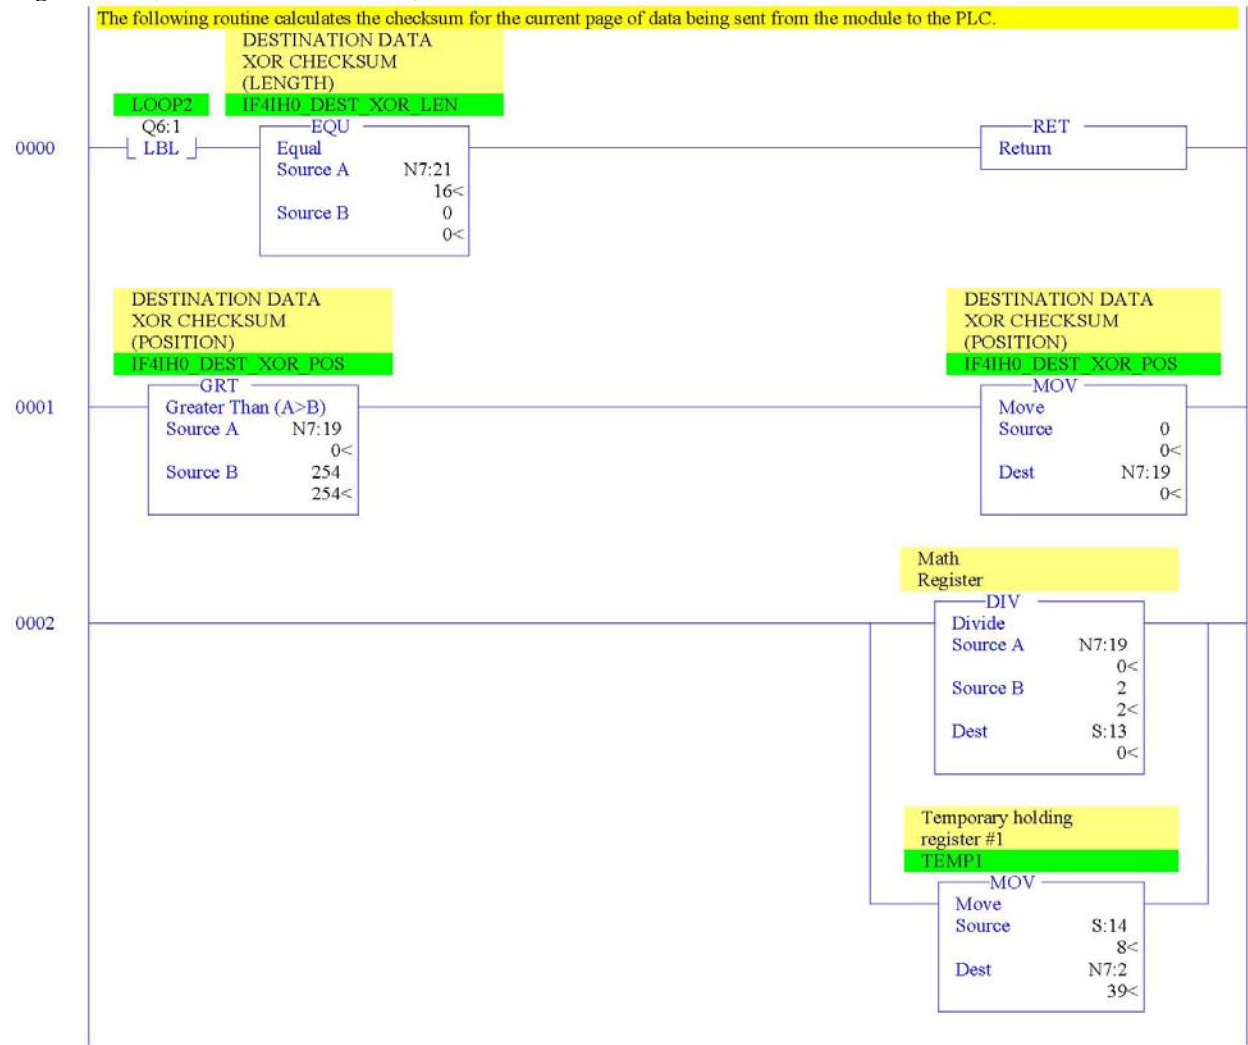 The following routine calculates the checksum for the current page of data being sent from the module to the PLC.
DESTINATION DATA
XOR CHECKSUM
(LENGTH)
LOOP2
IF4IH0_DEST_XOR_LEN
Q6:1
EQU
RET
0000
LBL
Equal
Return
Source A N7:21
16<
Source B 0
0<
DESTINATION DATA
XOR CHECKSUM
(POSITION)
IF4IH0_DEST_XOR_POS
GRT
0001
Greater Than (A>B)
Source A N7:19
0<
Source B 254
254<
DESTINATION DATA
XOR CHECKSUM
(POSITION)
IF4IH0_DEST_XOR_POS
MOV
Move
Source 0
0<
Dest N7:19
0<
Math
Register
DIV
0002
Divide
Source A N7:19
0<
Source B 2
2<
Dest S:13
0<
Temporary holding
register #1
TEMP1
MOV
Move
Source S:14
8<
Dest N7:2
39<